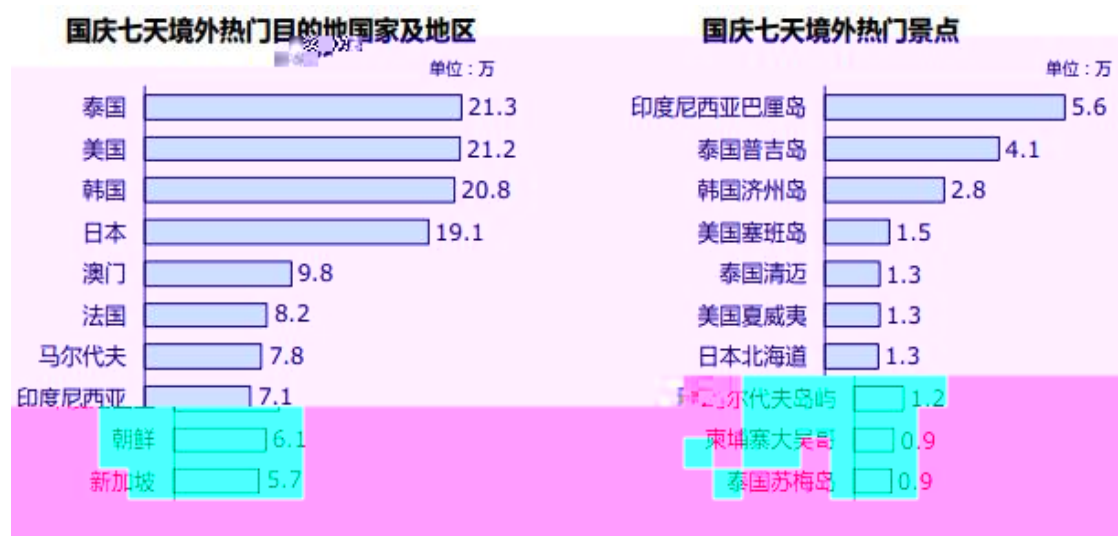 国庆七天境外热门目的地国家及地区
单位：万
泰国 21.3
美国 21.2
韩国 20.8
日本 19.1
澳门 9.8
法国 8.2
马尔代夫 7.8
印度尼西亚 7.1
朝鲜 6.1
新加坡 5.7
国庆七天境外热门景点
单位：万
印度尼西亚巴厘岛 5.6
泰国普吉岛 4.1
韩国济州岛 2.8
美国塞班岛 1.5
泰国清迈 1.3
美国夏威夷 1.3
日本北海道 1.3
尔代夫岛屿 1.2
柬埔寨大吴哥 0.9
泰国苏梅岛 0.9